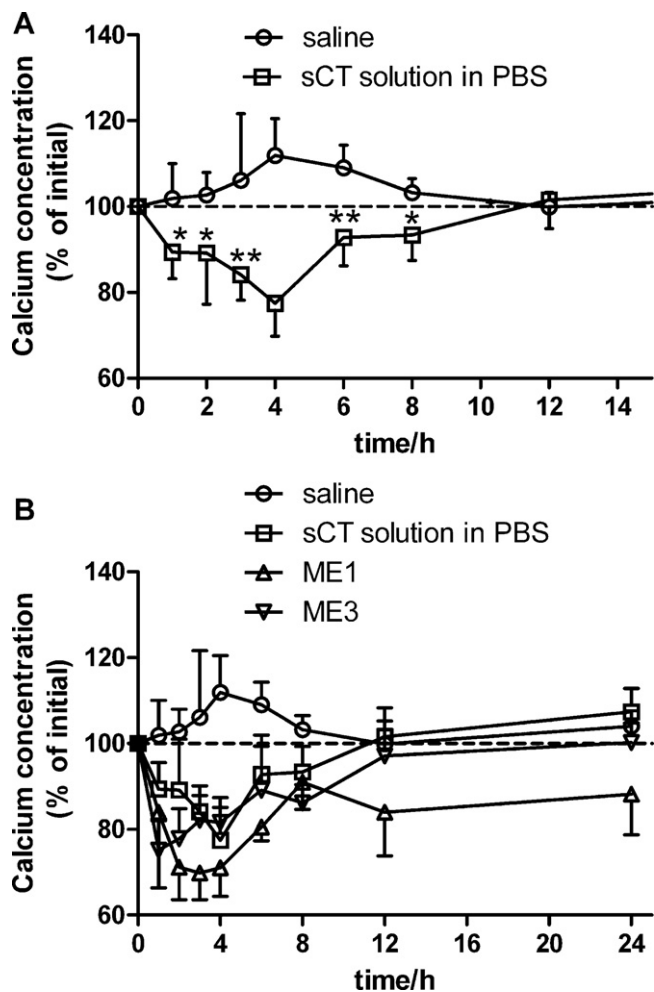 A
saline
sCT solution in PBS
Calcium concentration
(% of initial)
140
120
100
80
60
* * ** ** *
0 2 4 6 8 10 12 14
time/h
B
saline
sCT solution in PBS
ME1
ME3
Calcium concentration
(% of initial)
140
120
100
80
60
0 4 8 12 16 20 24
time/h